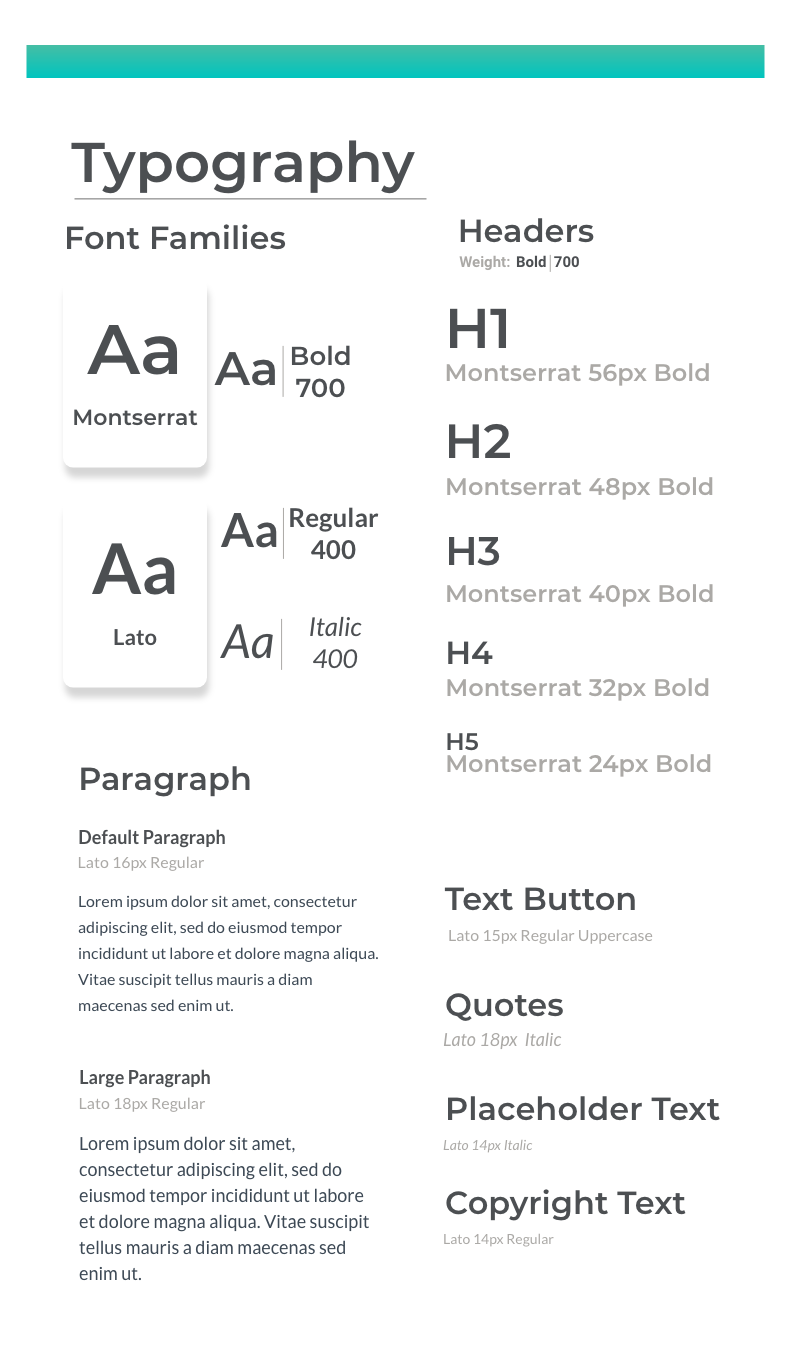 Typography
Font Families
Aa
Montserrat
Aa
Bold
700
Aa
Lato
Aa
Regular
400
Aa
Italic
400
Paragraph
Default Paragraph
Lato 16px Regular
Lorem ipsum dolor sit amet, consectetur
adipiscing elit, sed do eiusmod tempor
incididunt ut labore et dolore magna aliqua.
Vitae suscipit tellus mauris a diam
maecenas sed enim ut.
Large Paragraph
Lato 18px Regular
Lorem ipsum dolor sit amet,
consectetur adipiscing elit, sed do
eiusmod tempor incididunt ut labore
et dolore magna aliqua. Vitae suscipit
tellus mauris a diam maecenas sed
enim ut.
Headers
Weight: Bold|700
H1
Montserrat 56px Bold
H2
Montserrat 48px Bold
H3
Montserrat 40px Bold
H4
Montserrat 32px Bold
H5
Montserrat 24px Bold
Text Button
Lato 15px Regular Uppercase
Quotes
Lato 18px Italic
Placeholder Text
Lato 14px Italic
Copyright Text
Lato 14px Regular